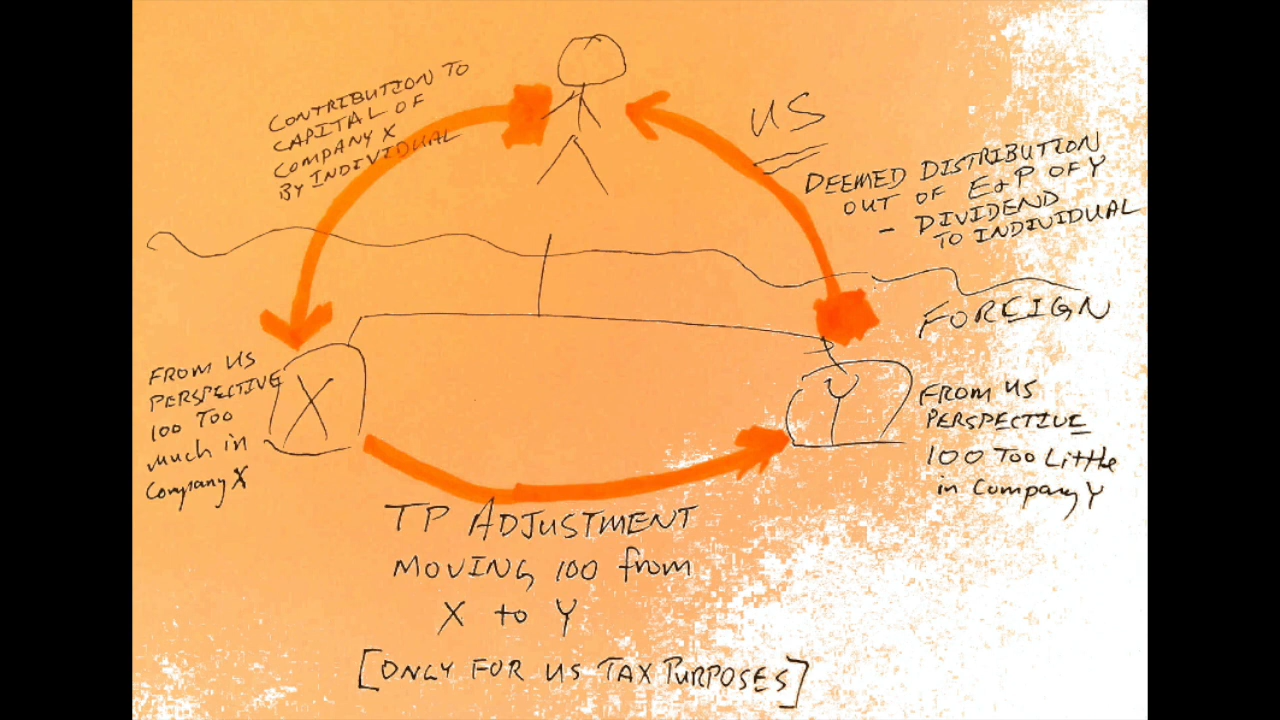 CONTRIBUTION TO
CAPITAL OF
COMPANY X
BY INDIVIDUAL
US
DEEMED DISTRIBUTION
OUT OF E&P OF Y
- DIVIDEND
TO INDIVIDUAL
FOREIGN
FROM US
PERSPECTIVE
100 TOO
much in
Company X
X
Y
FROM US
PERSPECTIVE
100 Too Little
in Company Y
TP ADJUSTMENT
MOVING 100 from
X to Y
[ONLY FOR US TAX PURPOSES]